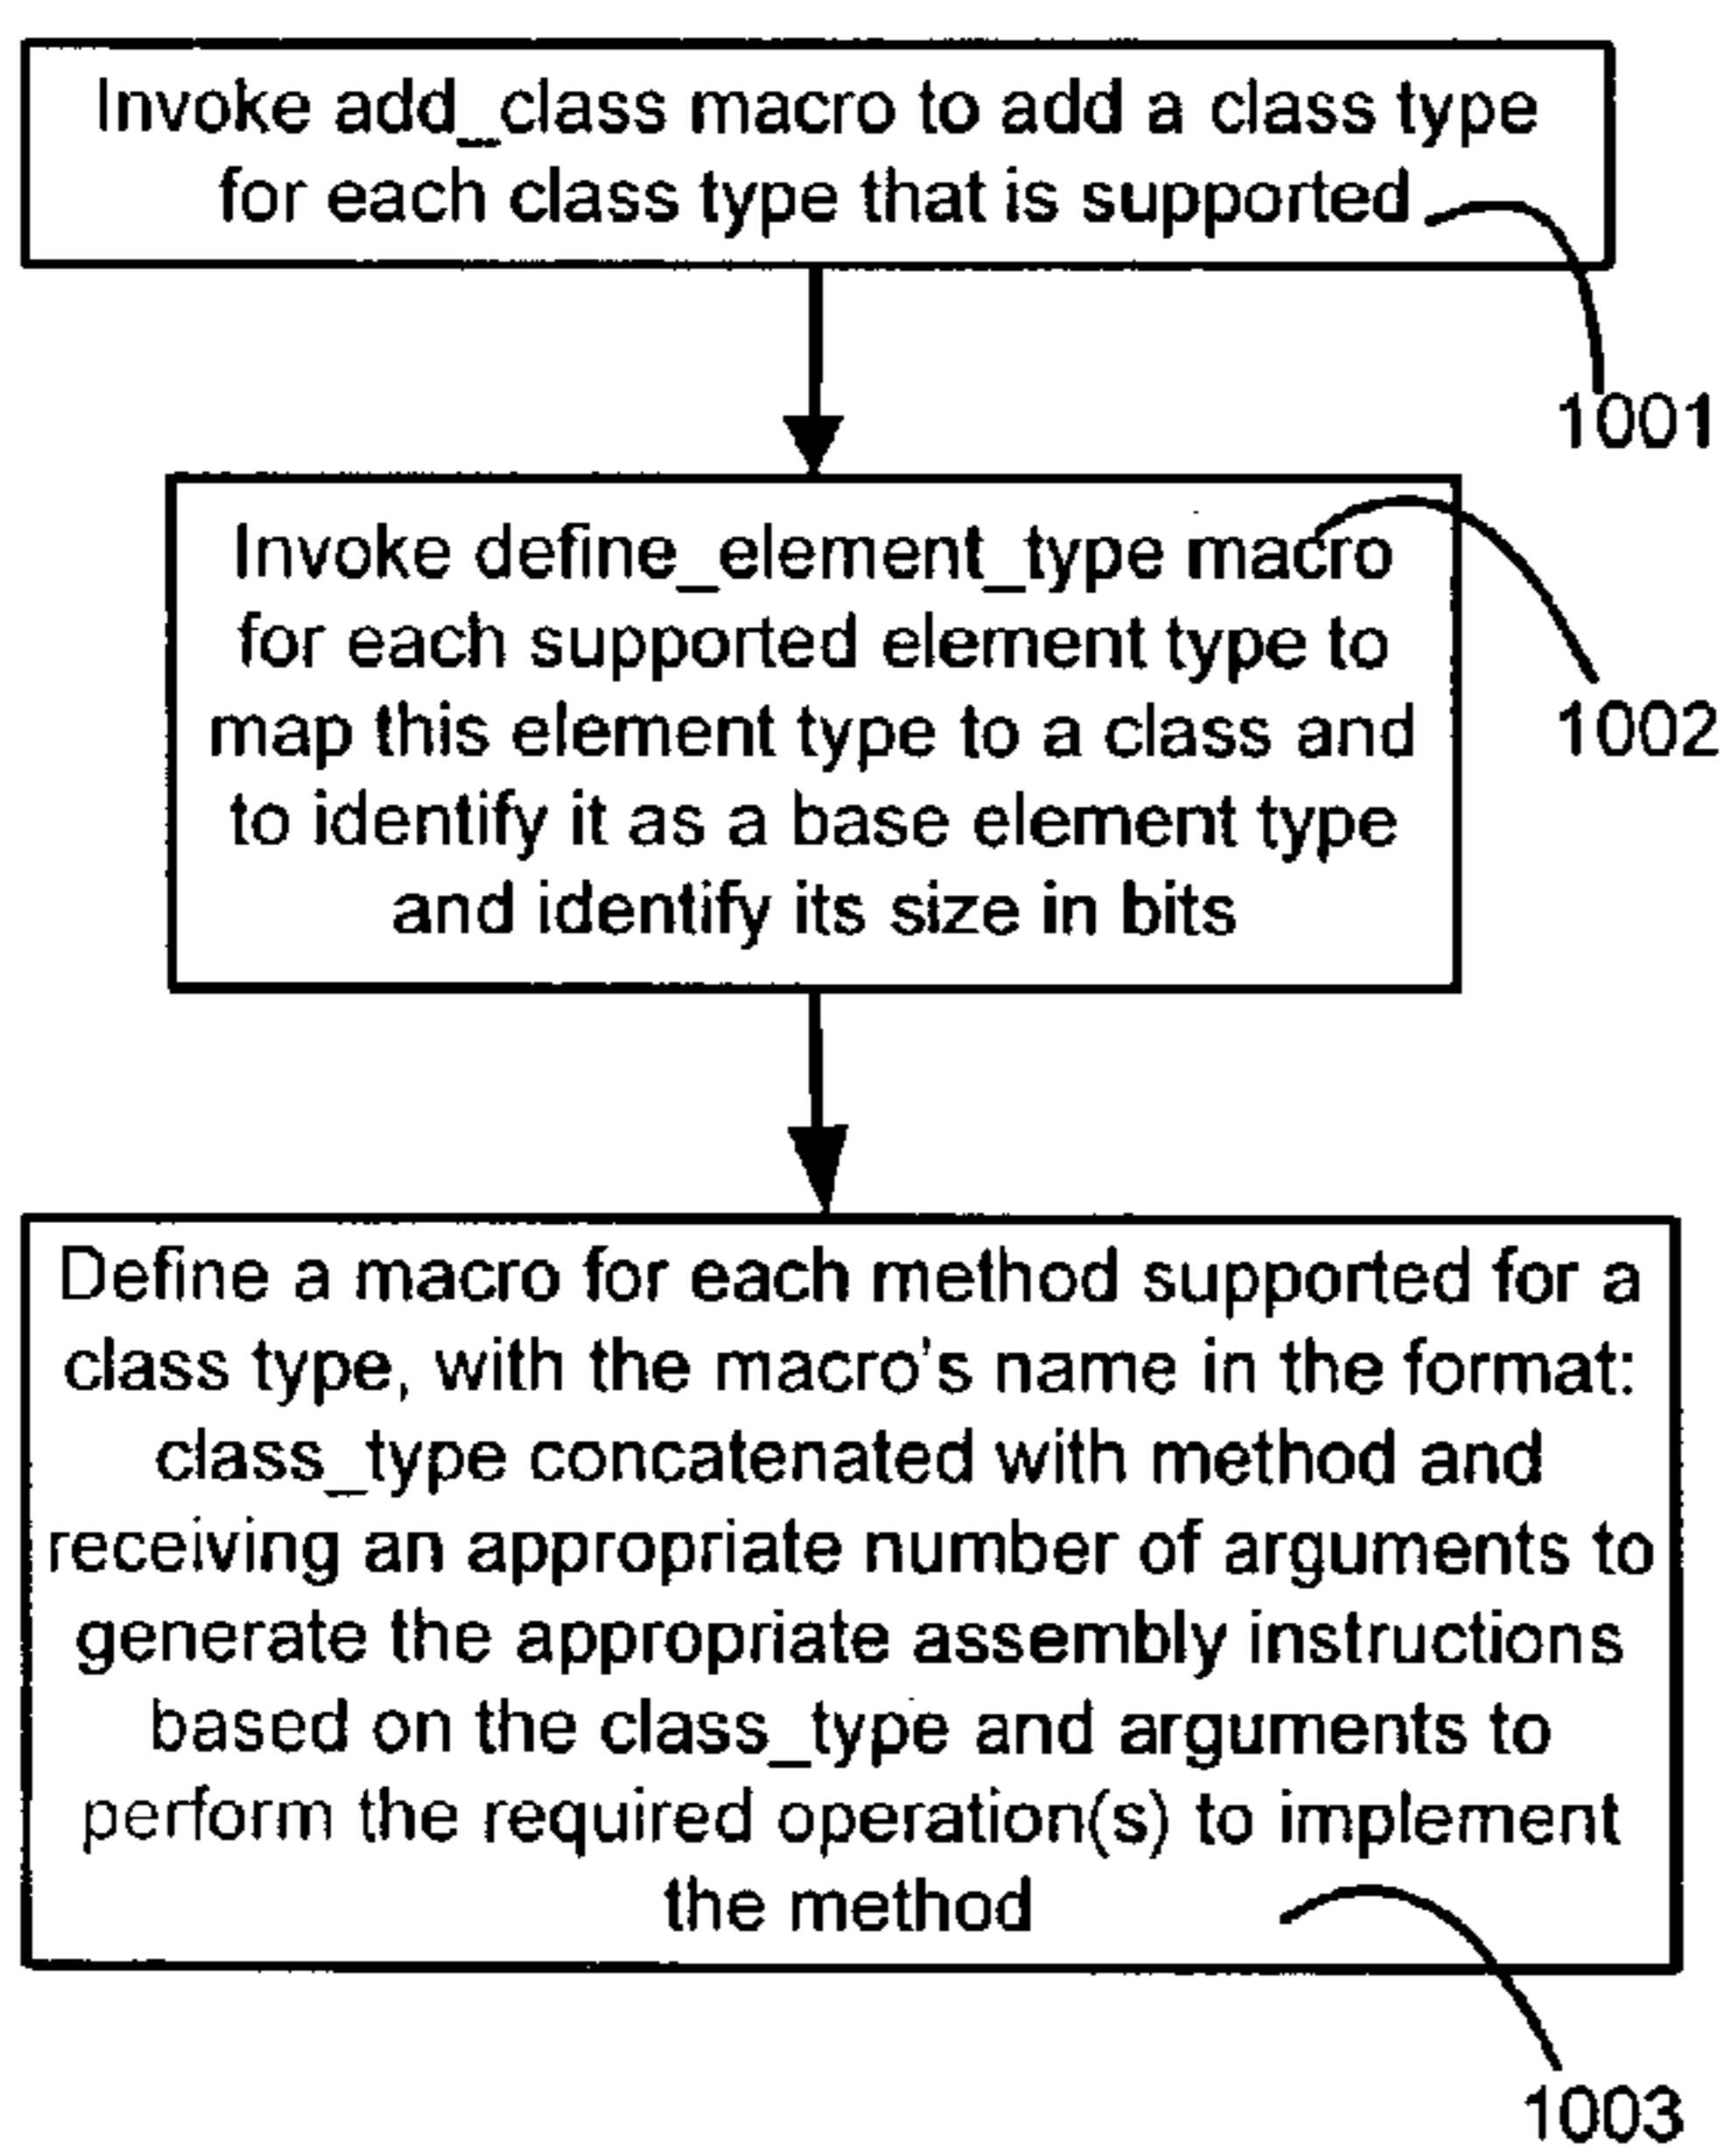 Invoke add_class macro to add a class type
for each class type that is supported
1001
Invoke define_element_type macro
for each supported element type to
map this element type to a class and
to identify it as a base element type
and identify its size in bits
1002
Define a macro for each method supported for a
class type, with the macro's name in the format:
class_type concatenated with method and
receiving an appropriate number of arguments to
generate the appropriate assembly instructions
based on the class_type and arguments to
perform the required operation(s) to implement
the method
1003